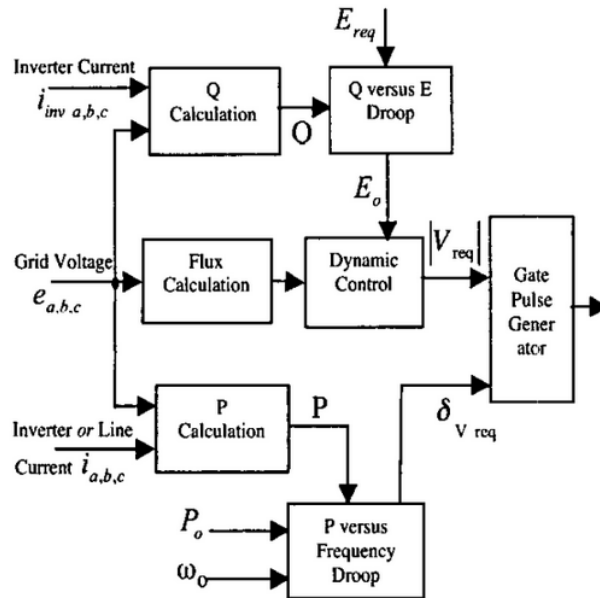 E_req
Inverter Current
i_inv a,b,c
Q
Calculation
Q
Q versus E
Droop
E_o
Grid Voltage
e_a,b,c
Flux
Calculation
Dynamic
Control
|V_req|
Gate
Pulse
Gener
ator
P
Calculation
P
δ_V req
Inverter or Line
Current i_a,b,c
P_o
ω_o
P versus
Frequency
Droop